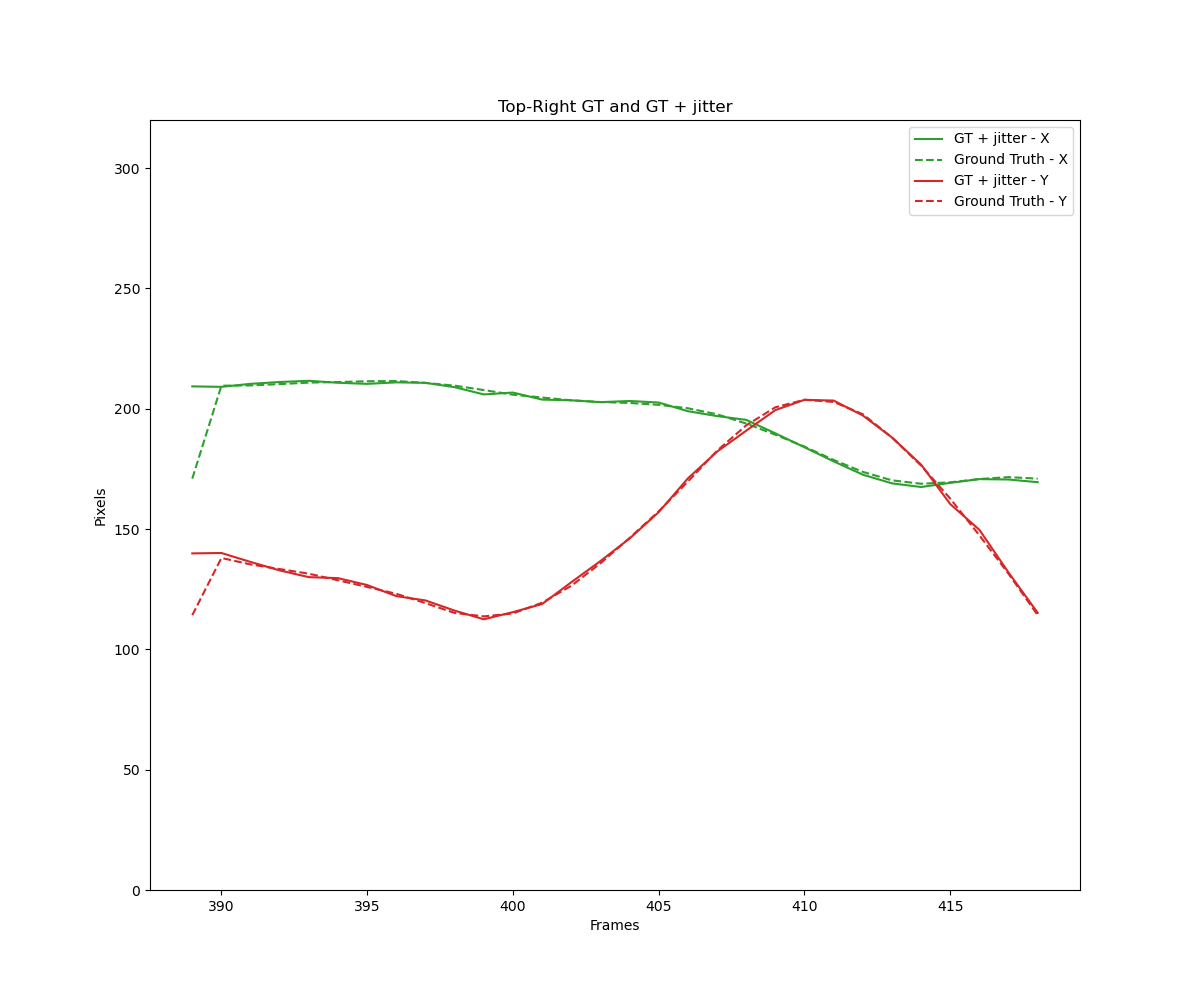 Top-Right GT and GT + jitter
GT + jitter - X
Ground Truth - X
GT + jitter - Y
Ground Truth - Y
300
250
200
150
100
50
0
Pixels
390 395 400 405 410 415
Frames